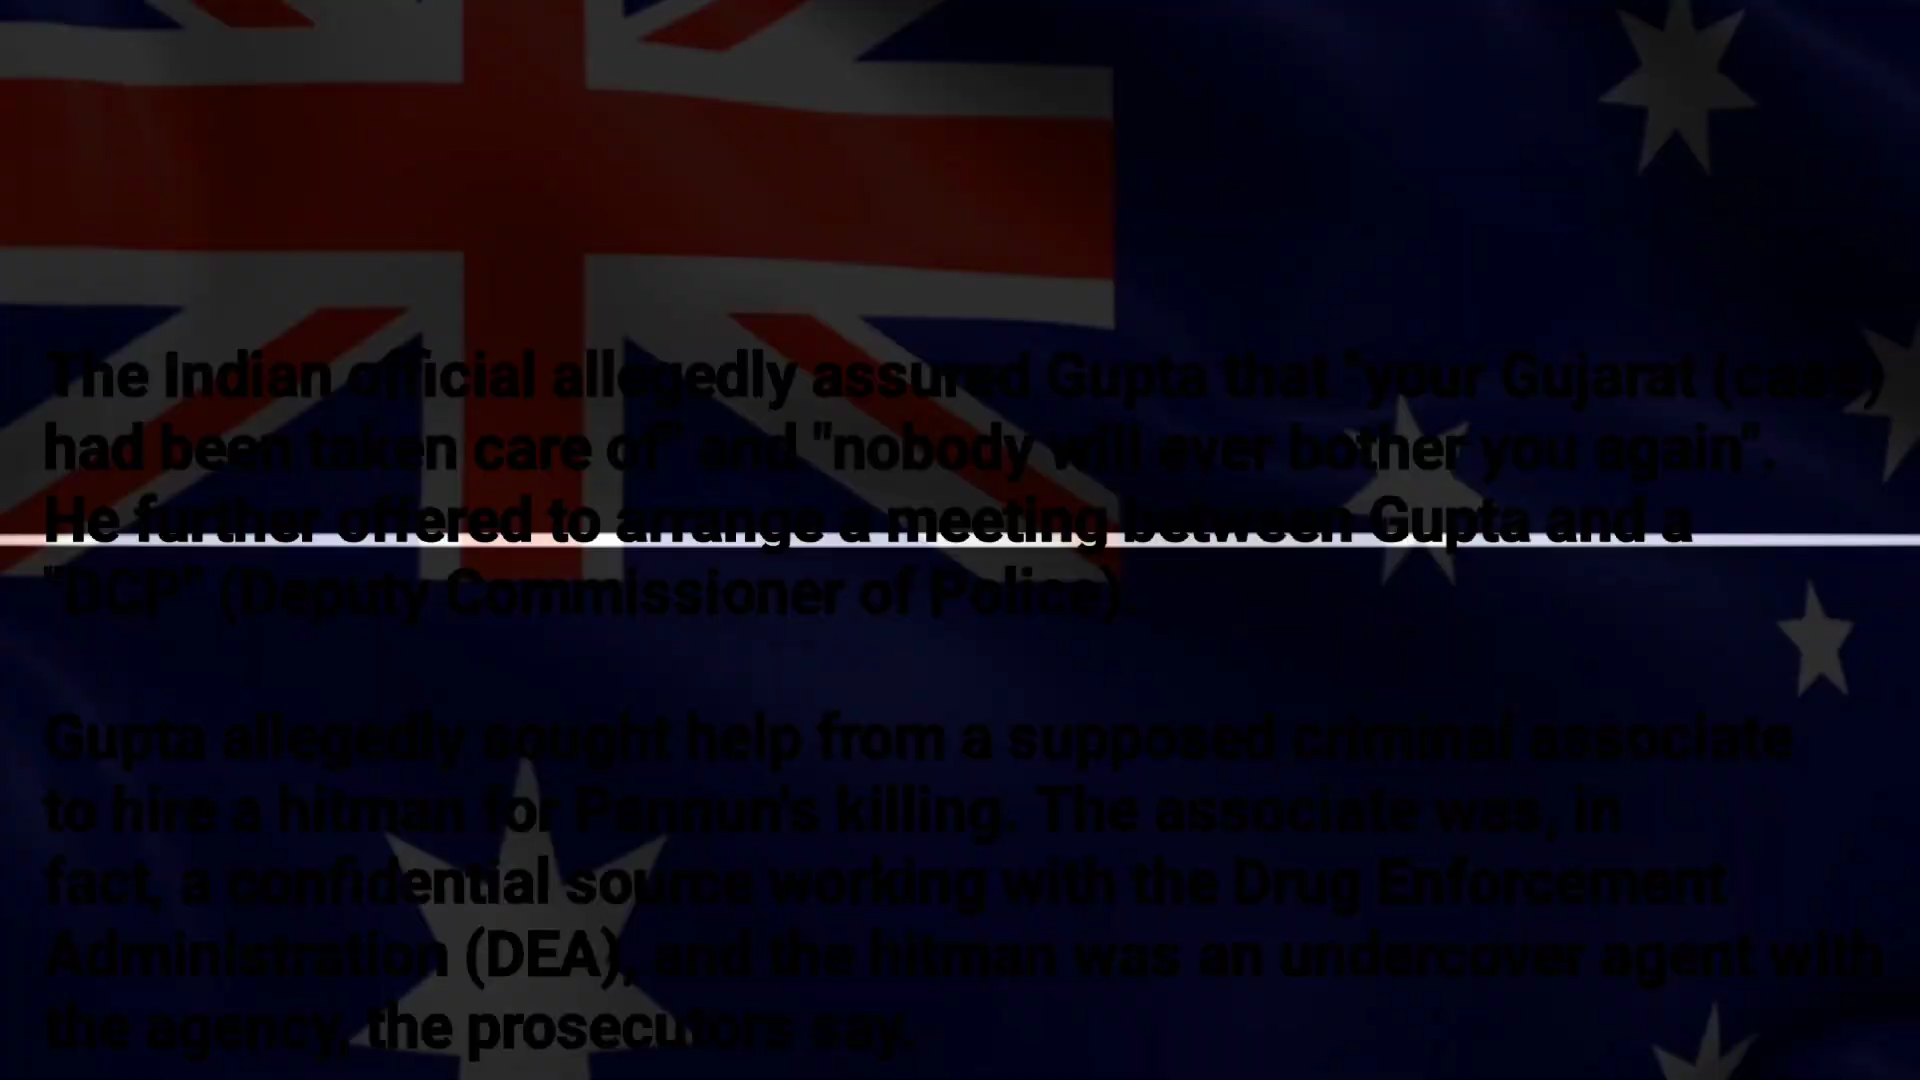 The Indian official allegedly assured Gupta that "your Gujarat (case)
had been taken care of" and "nobody will ever bother you again".
He further offered to arrange a meeting between Gupta and a
"DCP" (Deputy Commissioner of Police).
Gupta allegedly sought help from a supposed criminal associate
to hire a hitman for Pannun's killing. The associate was, in
fact, a confidential source working with the Drug Enforcement
Administration (DEA), and the hitman was an undercover agent with
the agency, the prosecutors say.